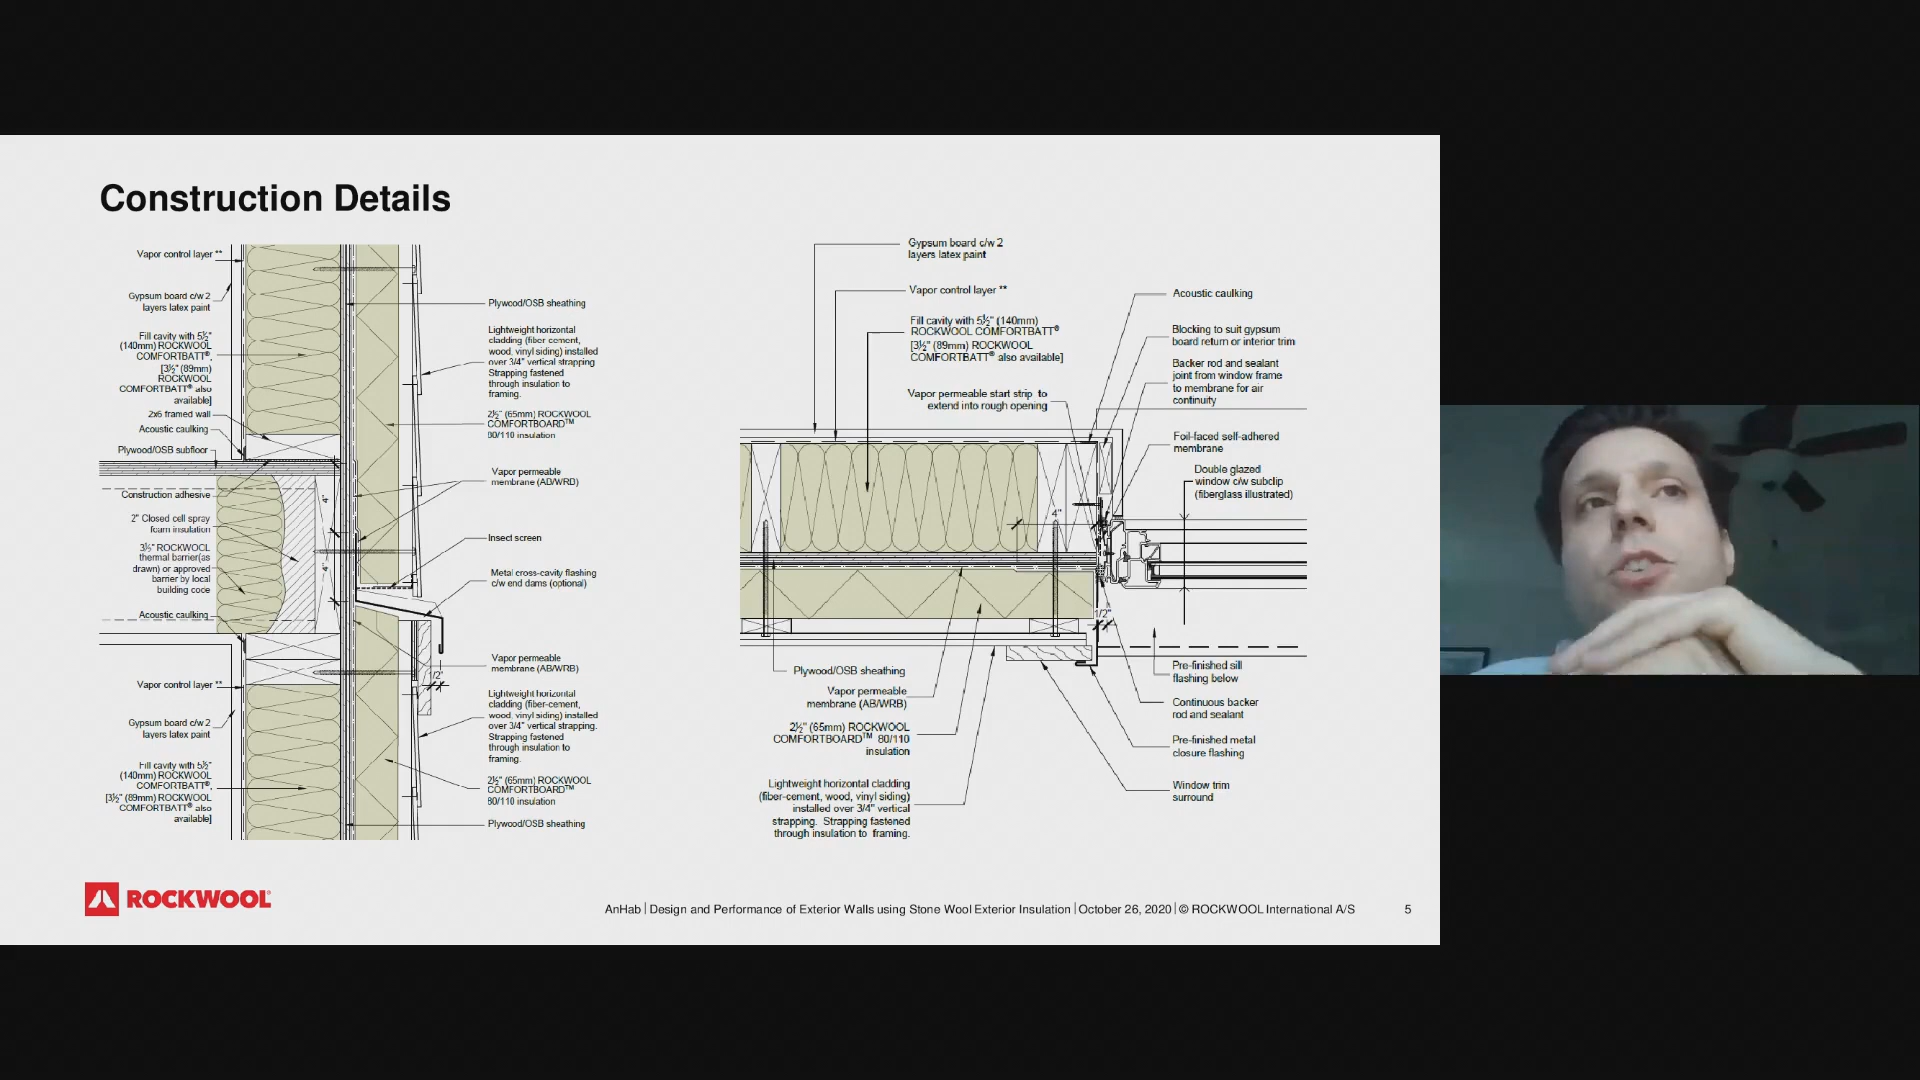 Construction Details
Vapor control layer **
Gypsum board c/w 2
layers latex paint
Fill cavity with 5½"
(140mm) ROCKWOOL
COMFORTBATT®,
[3½" (89mm)
ROCKWOOL
COMFORTBATT® also
available]
2x6 framed wall
Acoustic caulking
Plywood/OSB subfloor
Construction adhesive
2" Closed cell spray
foam insulation
3½" ROCKWOOL
thermal barrier(as
drawn) or approved
barrier by local
building code
Acoustic caulking
Vapor control layer **
Gypsum board c/w 2
layers latex paint
Fill cavity with 5½"
(140mm) ROCKWOOL
COMFORTBATT®,
[3½" (89mm) ROCKWOOL
COMFORTBATT® also
available]
4"
4"
1/2"
Plywood/OSB sheathing
Lightweight horizontal
cladding (fiber-cement,
wood, vinyl siding) installed
over 3/4" vertical strapping
Strapping fastened
through insulation to
framing.
2½" (65mm) ROCKWOOL
COMFORTBOARD™
80/110 insulation
Vapor permeable
membrane (AB/WRB)
Insect screen
Metal cross-cavity flashing
c/w end dams (optional)
Vapor permeable
membrane (AB/WRB)
Lightweight horizontal
cladding (fiber-cement,
wood, vinyl siding) installed
over 3/4" vertical strapping.
Strapping fastened
through insulation to
framing.
2½" (65mm) ROCKWOOL
COMFORTBOARD™
80/110 insulation
Plywood/OSB sheathing
Gypsum board c/w 2
layers latex paint
Vapor control layer **
Fill cavity with 5½" (140mm)
ROCKWOOL COMFORTBATT®
[3½" (89mm) ROCKWOOL
COMFORTBATT® also available]
Vapor permeable start strip to
extend into rough opening
Acoustic caulking
Blocking to suit gypsum
board return or interior trim
Backer rod and sealant
joint from window frame
to membrane for air
continuity
Foil-faced self-adhered
membrane
Double glazed
window c/w subclip
(fiberglass illustrated)
4"
1/2"
Plywood/OSB sheathing
Vapor permeable
membrane (AB/WRB)
2½" (65mm) ROCKWOOL
COMFORTBOARD™ 80/110
insulation
Lightweight horizontal cladding
(fiber-cement, wood, vinyl siding)
installed over 3/4" vertical
strapping. Strapping fastened
through insulation to framing.
Pre-finished sill
flashing below
Continuous backer
rod and sealant
Pre-finished metal
closure flashing
Window trim
surround
ROCKWOOL®
AnHab | Design and Performance of Exterior Walls using Stone Wool Exterior Insulation | October 26, 2020 | © ROCKWOOL International A/S 5